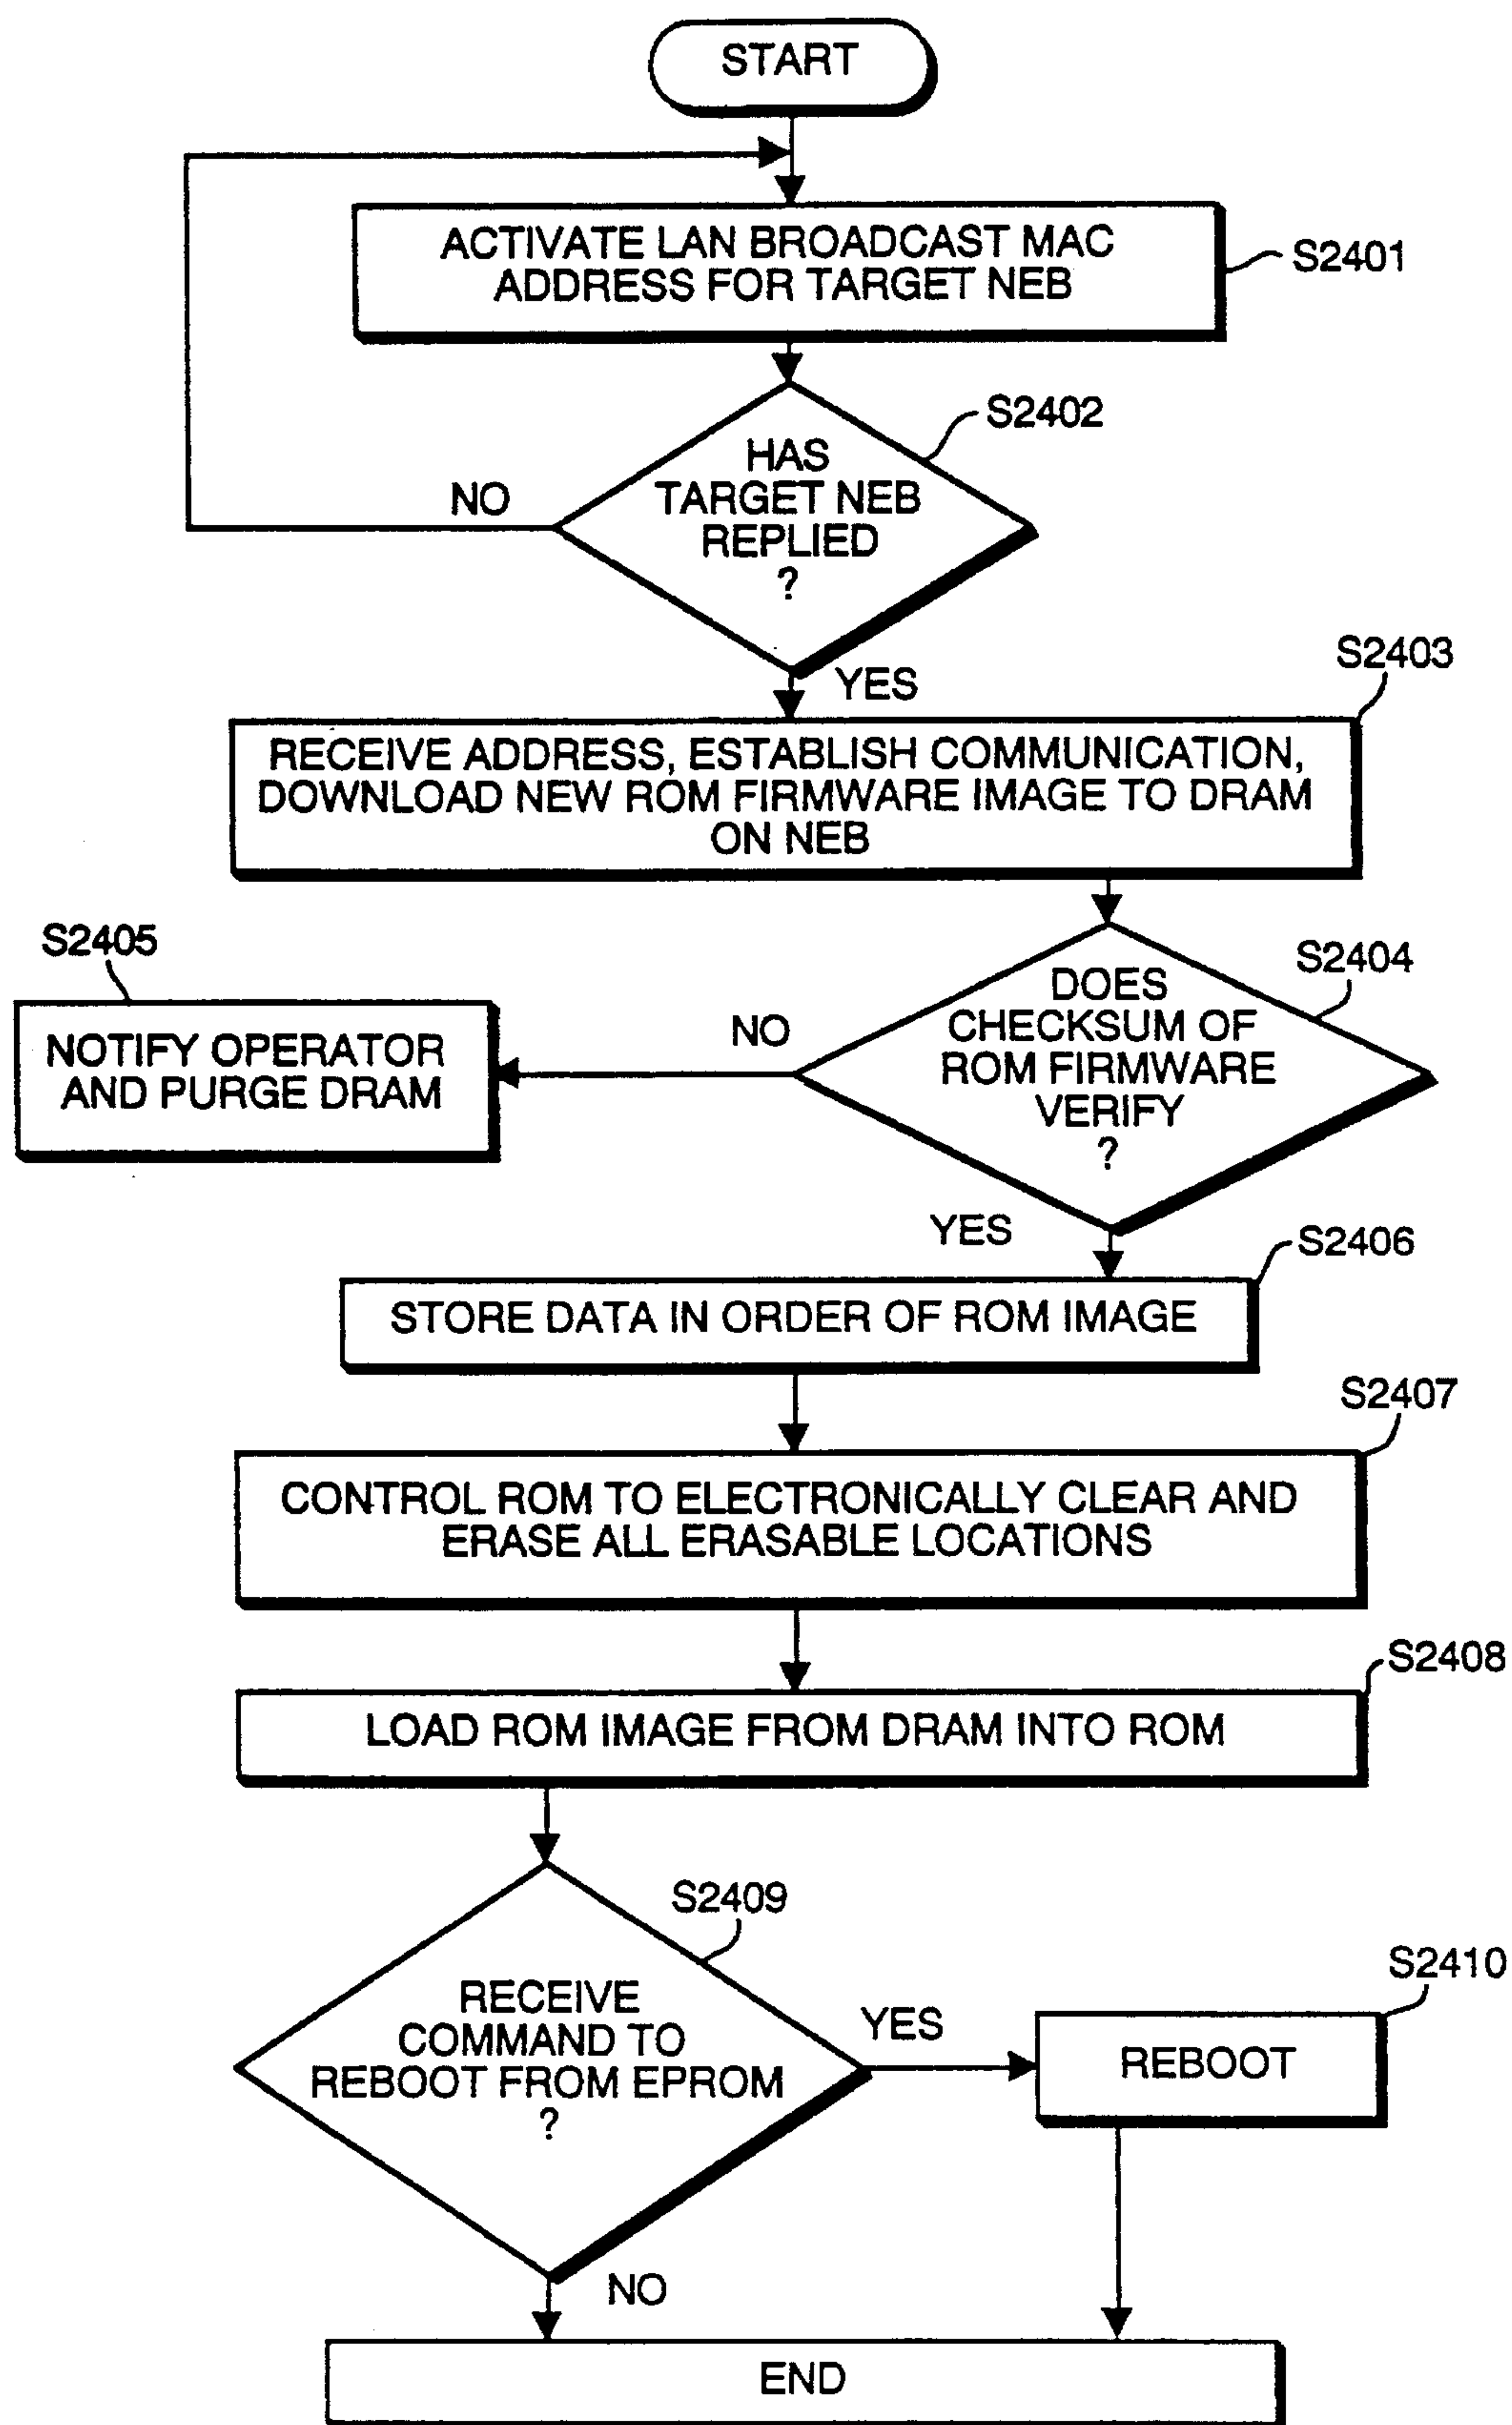 START
ACTIVATE LAN BROADCAST MAC
ADDRESS FOR TARGET NEB
S2401
S2402
HAS
TARGET NEB
REPLIED
?
NO
YES
S2403
RECEIVE ADDRESS, ESTABLISH COMMUNICATION,
DOWNLOAD NEW ROM FIRMWARE IMAGE TO DRAM
ON NEB
S2405
NOTIFY OPERATOR
AND PURGE DRAM
NO
S2404
DOES
CHECKSUM OF
ROM FIRMWARE
VERIFY
?
YES
S2406
STORE DATA IN ORDER OF ROM IMAGE
S2407
CONTROL ROM TO ELECTRONICALLY CLEAR AND
ERASE ALL ERASABLE LOCATIONS
S2408
LOAD ROM IMAGE FROM DRAM INTO ROM
S2409
RECEIVE
COMMAND TO
REBOOT FROM EPROM
?
YES
S2410
REBOOT
NO
END